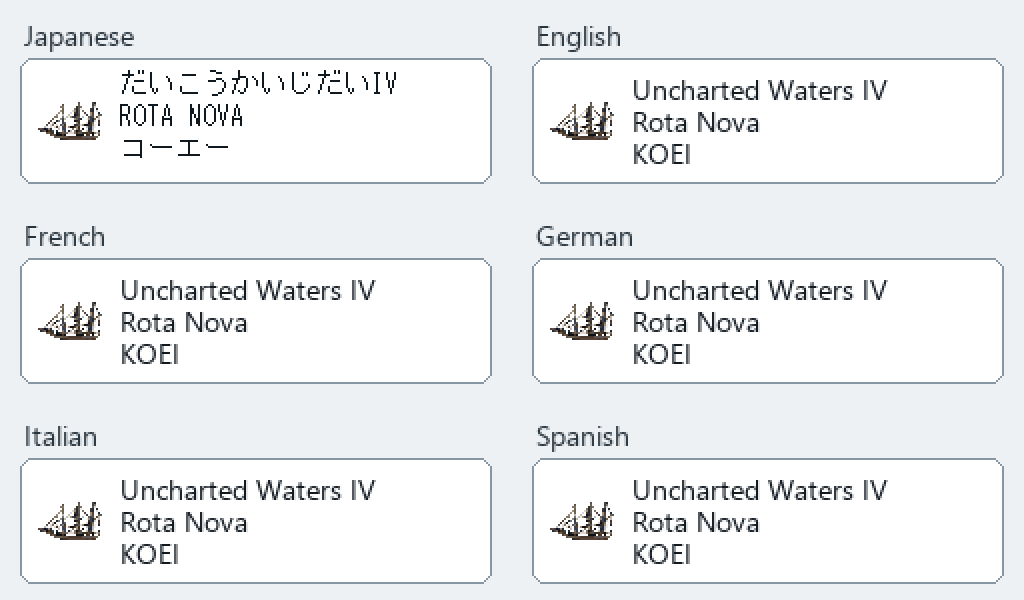 Japanese
だいこうかいじだいIV
ROTA NOVA
コーエー
English
Uncharted Waters IV
Rota Nova
KOEI
French
Uncharted Waters IV
Rota Nova
KOEI
German
Uncharted Waters IV
Rota Nova
KOEI
Italian
Uncharted Waters IV
Rota Nova
KOEI
Spanish
Uncharted Waters IV
Rota Nova
KOEI